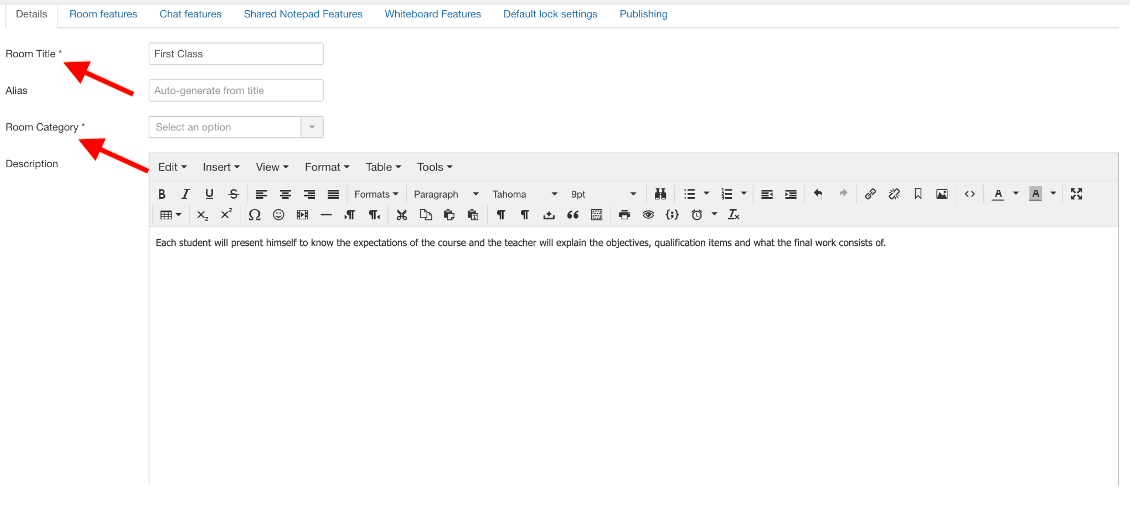 Details Room features Chat features Shared Notepad Features Whiteboard Features Default lock settings Publishing
Room Title * First Class
Alias Auto-generate from title
Room Category * Select an option
Description
Edit Insert View Format Table Tools
B I U S Formats Paragraph Tahoma 9pt A A
Each student will present himself to know the expectations of the course and the teacher will explain the objectives, qualification items and what the final work consists of.